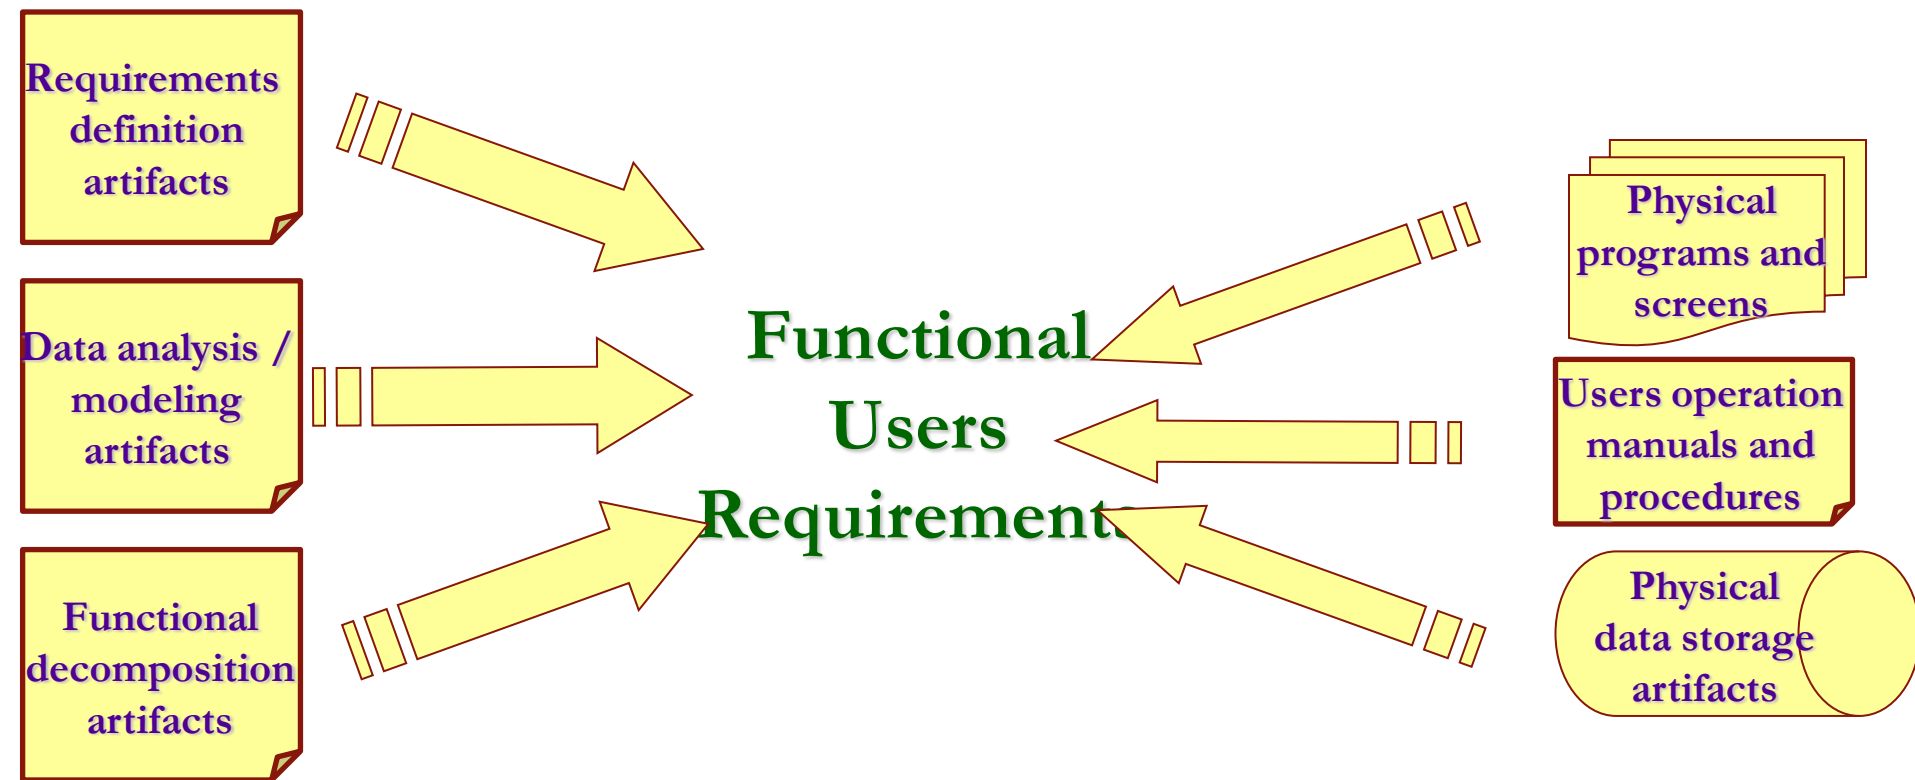 Requirements
definition
artifacts
Data analysis /
modeling
artifacts
Functional
decomposition
artifacts
Functional
Users
Requirements
Physical
programs and
screens
Users operation
manuals and
procedures
Physical
data storage
artifacts